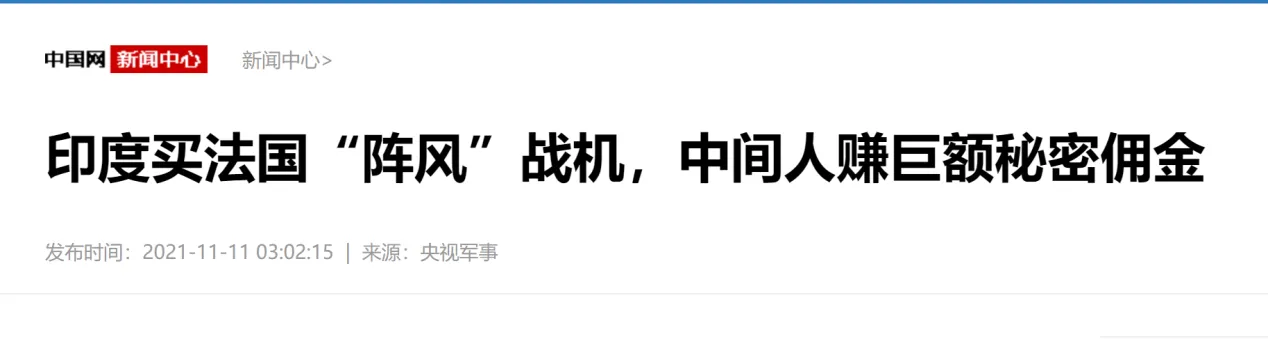 中国网 新闻中心 新闻中心>
印度买法国“阵风”战机，中间人赚巨额秘密佣金
发布时间：2021-11-11 03:02:15 | 来源：央视军事